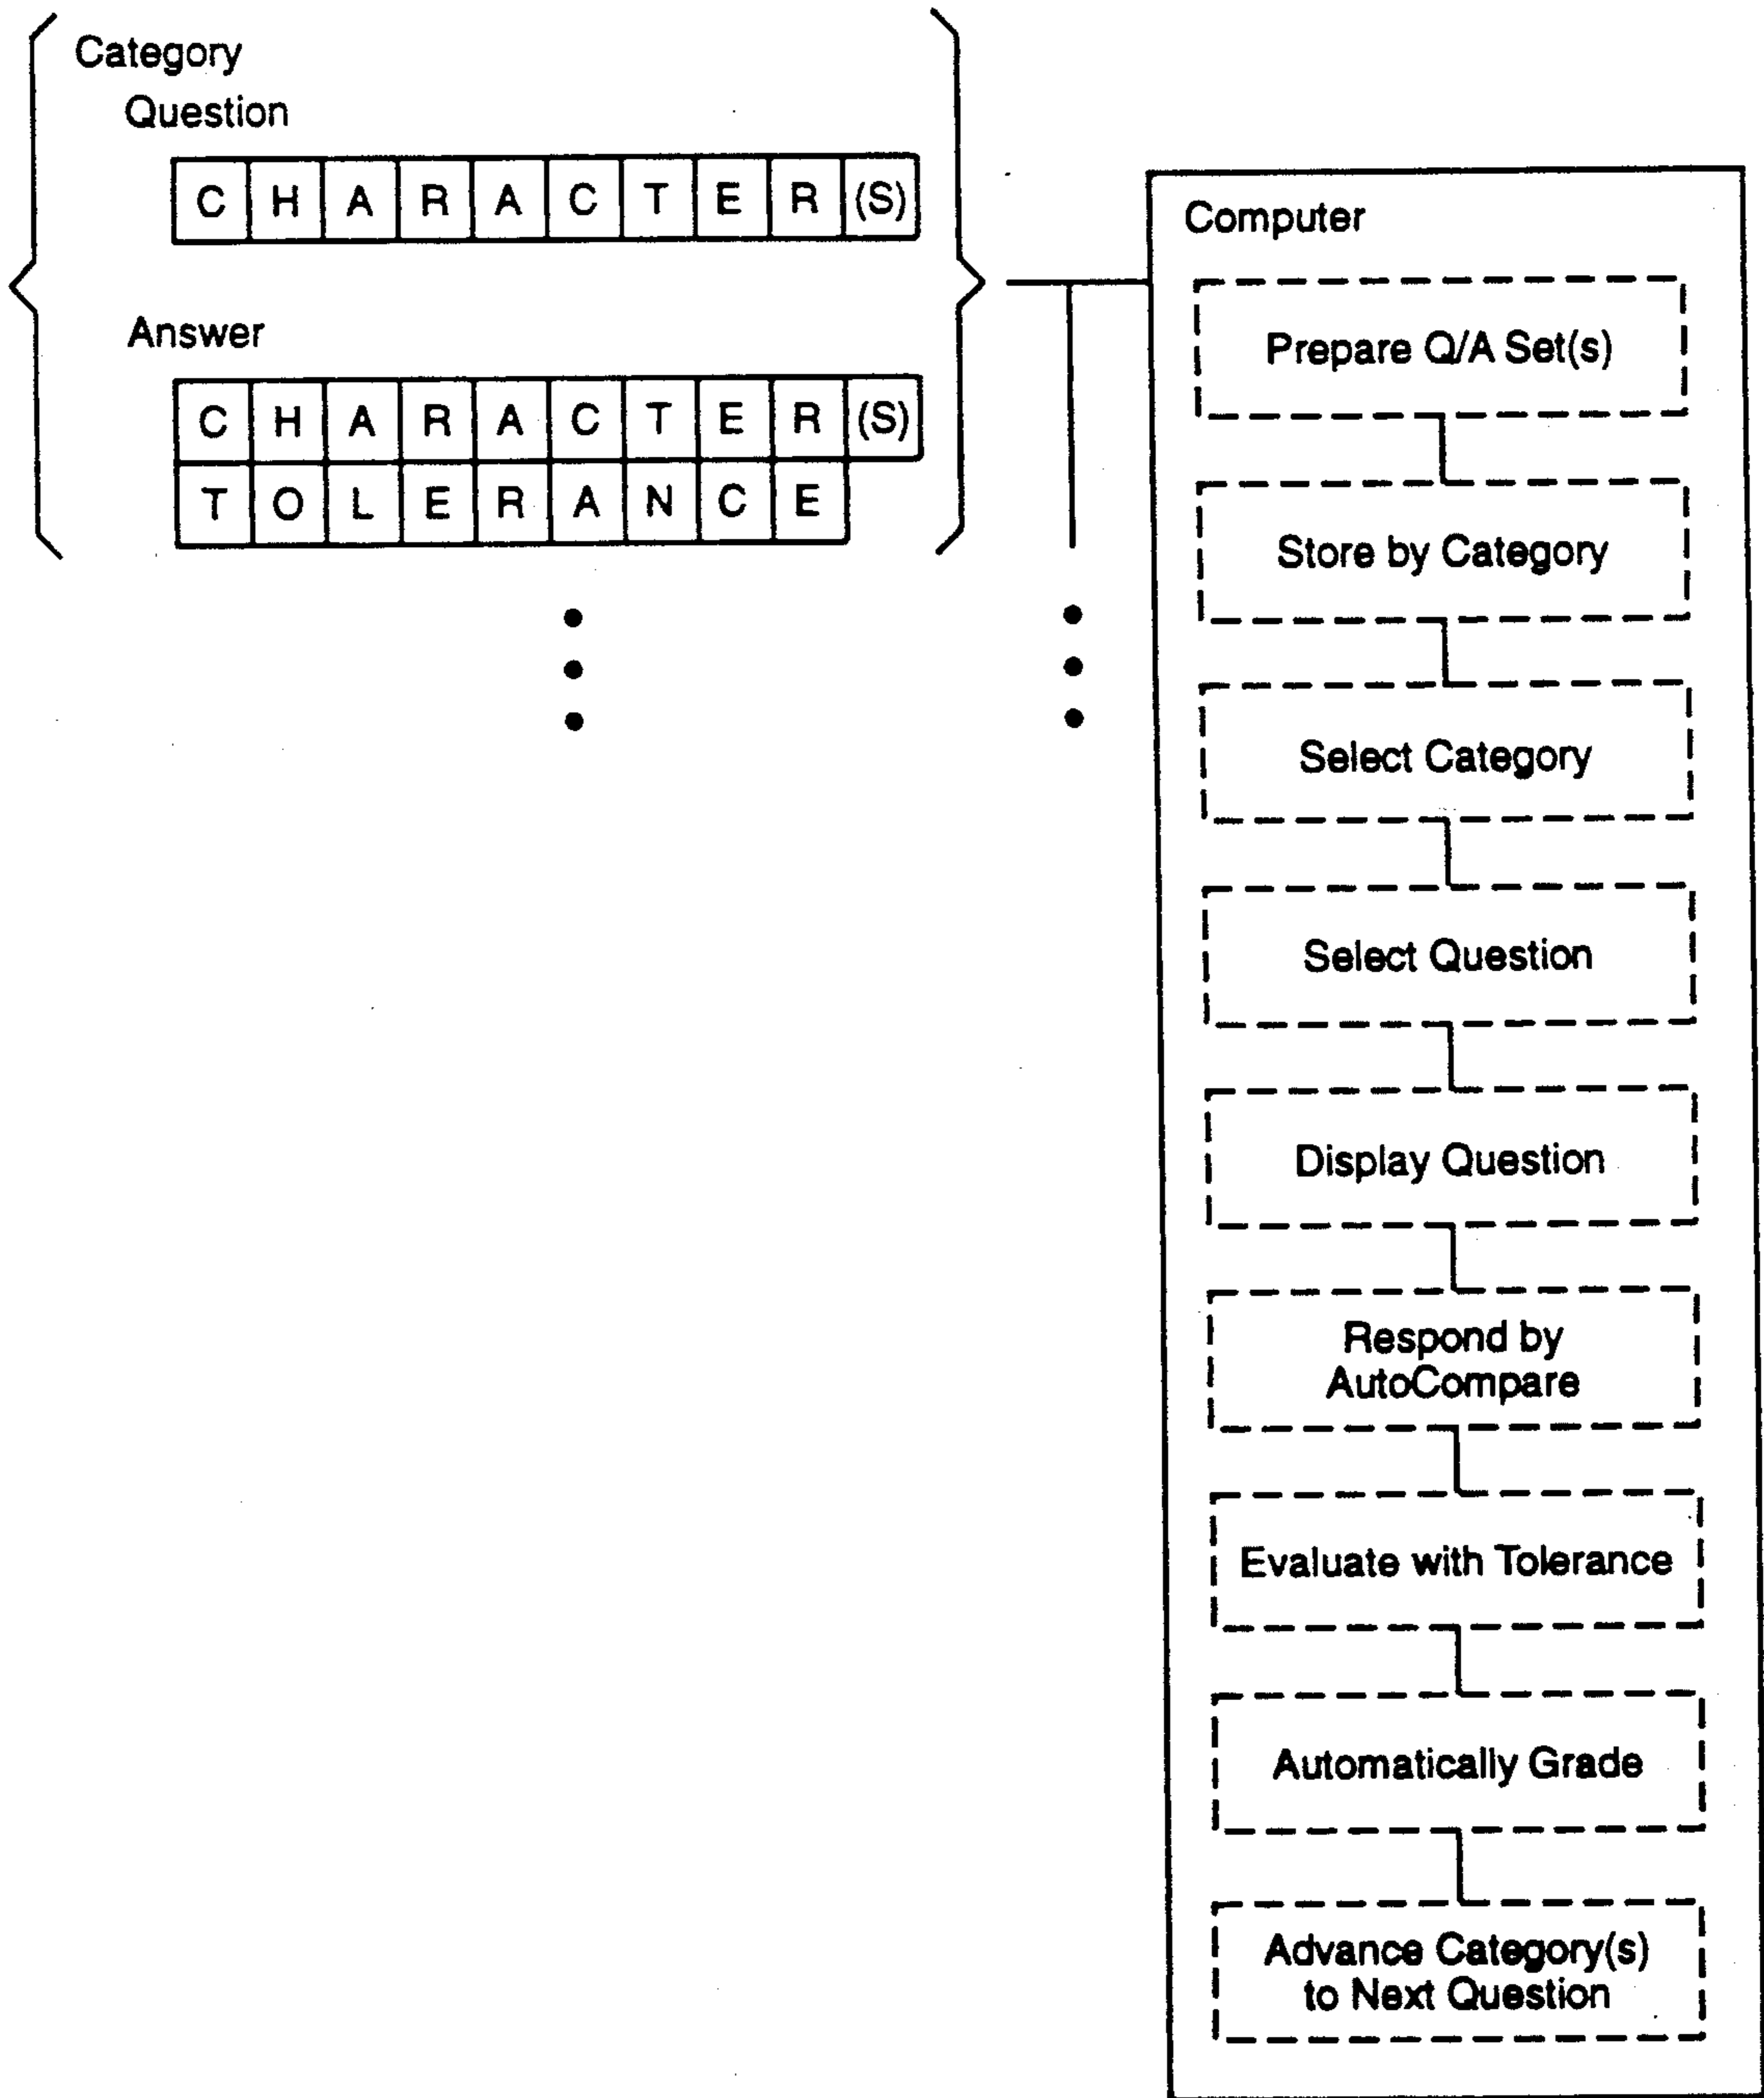 Category
Question
C H A R A C T E R (S)
Answer
C H A R A C T E R (S)
T O L E R A N C E
Computer
Prepare Q/A Set(s)
Store by Category
Select Category
Select Question
Display Question
Respond by
AutoCompare
Evaluate with Tolerance
Automatically Grade
Advance Category(s)
to Next Question